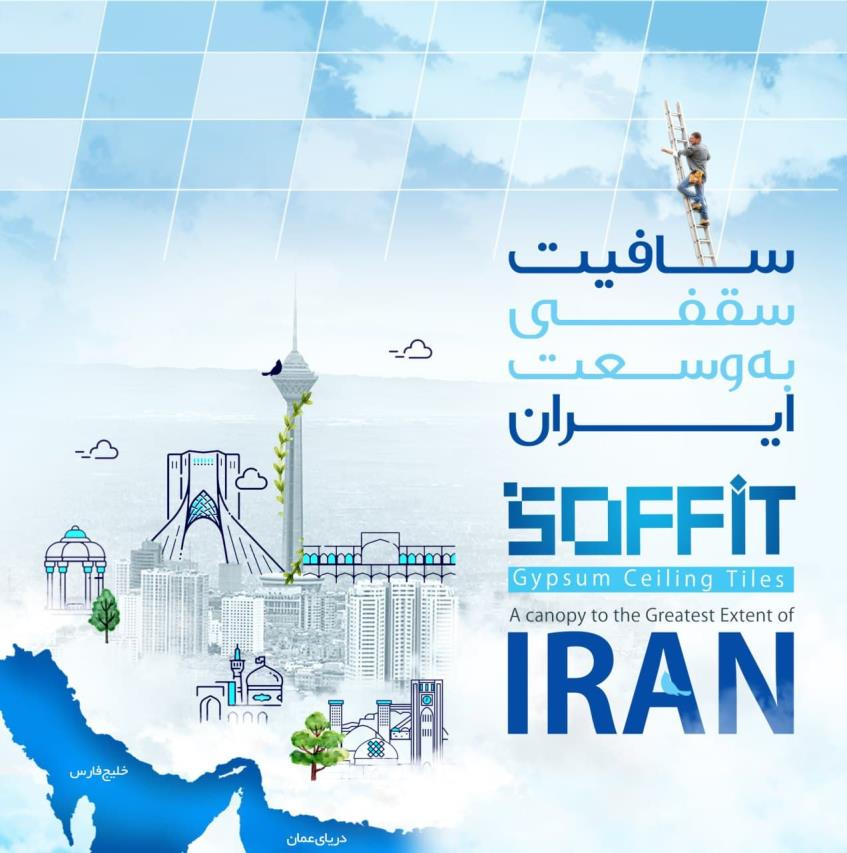 سافیت
سقفی
به وسعت
ایران
SOFFiT
Gypsum Ceiling Tiles
A canopy to the Greatest Extent of
IRAN
خلیج فارس
دریای عمان